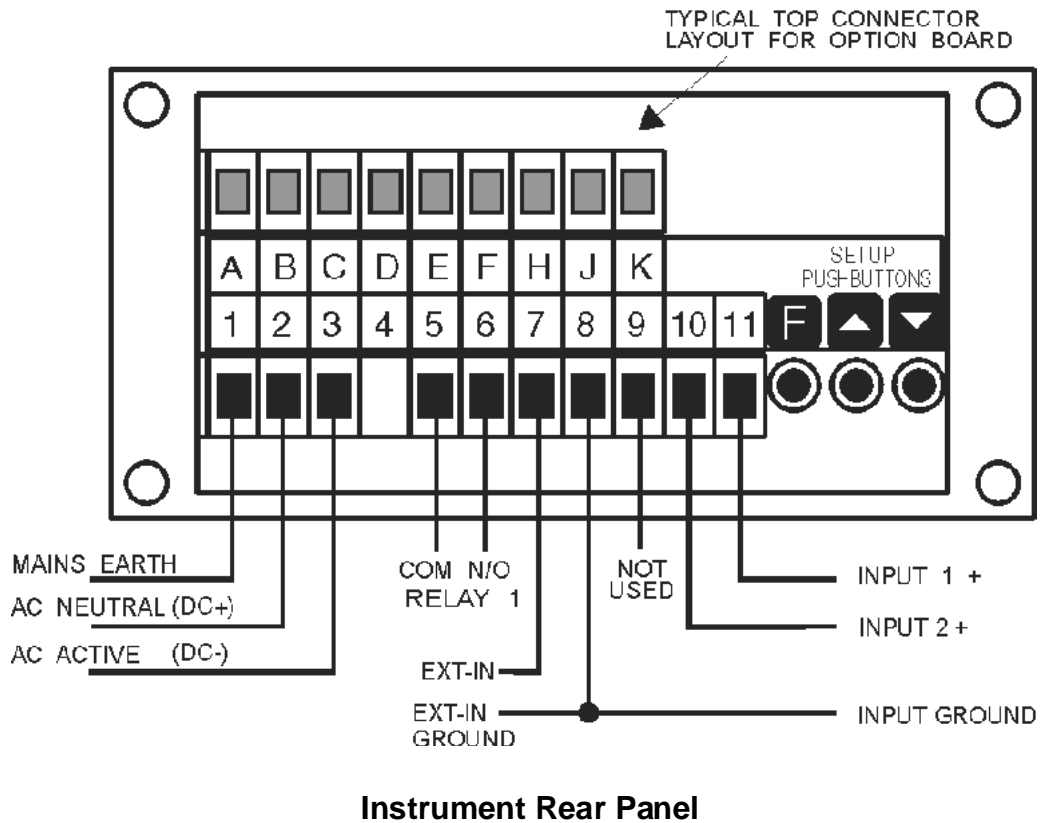 TYPICAL TOP CONNECTOR
LAYOUT FOR OPTION BOARD
A B C D E F H J K
SETUP
PUSHBUTTONS
1 2 3 4 5 6 7 8 9 10 11 F
MAINS EARTH
AC NEUTRAL (DC+)
AC ACTIVE (DC-)
COM N/O
RELAY 1
EXT-IN
EXT-IN
GROUND
NOT
USED
INPUT 1 +
INPUT 2 +
INPUT GROUND
Instrument Rear Panel